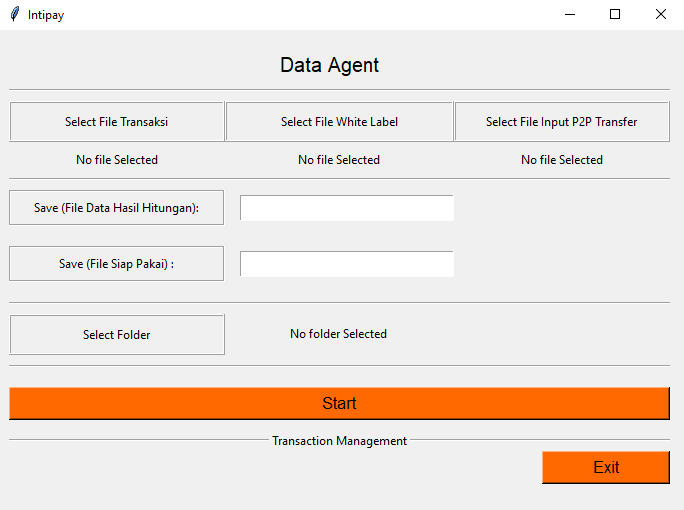 Intipay
Data Agent
Select File Transaksi
Select File White Label
Select File Input P2P Transfer
No file Selected
No file Selected
No file Selected
Save (File Data Hasil Hitungan):
Save (File Siap Pakai) :
Select Folder
No folder Selected
Start
Transaction Management
Exit